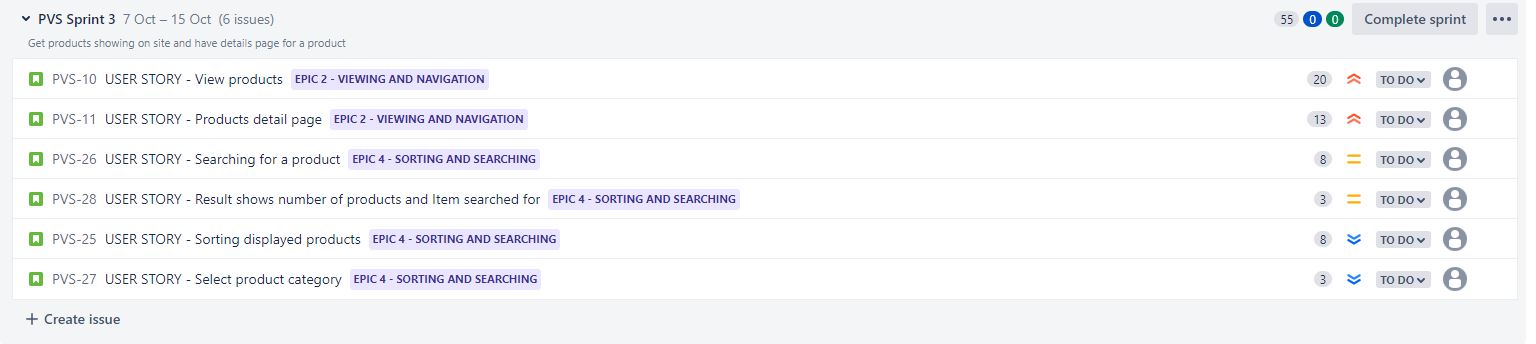 PVS Sprint 3 7 Oct – 15 Oct (6 issues) 55 0 0 Complete sprint
Get products showing on site and have details page for a product
PVS-10 USER STORY - View products EPIC 2 - VIEWING AND NAVIGATION 20 TO DO
PVS-11 USER STORY - Products detail page EPIC 2 - VIEWING AND NAVIGATION 13 TO DO
PVS-26 USER STORY - Searching for a product EPIC 4 - SORTING AND SEARCHING 8 TO DO
PVS-28 USER STORY - Result shows number of products and Item searched for EPIC 4 - SORTING AND SEARCHING 3 TO DO
PVS-25 USER STORY - Sorting displayed products EPIC 4 - SORTING AND SEARCHING 8 TO DO
PVS-27 USER STORY - Select product category EPIC 4 - SORTING AND SEARCHING 3 TO DO
+ Create issue